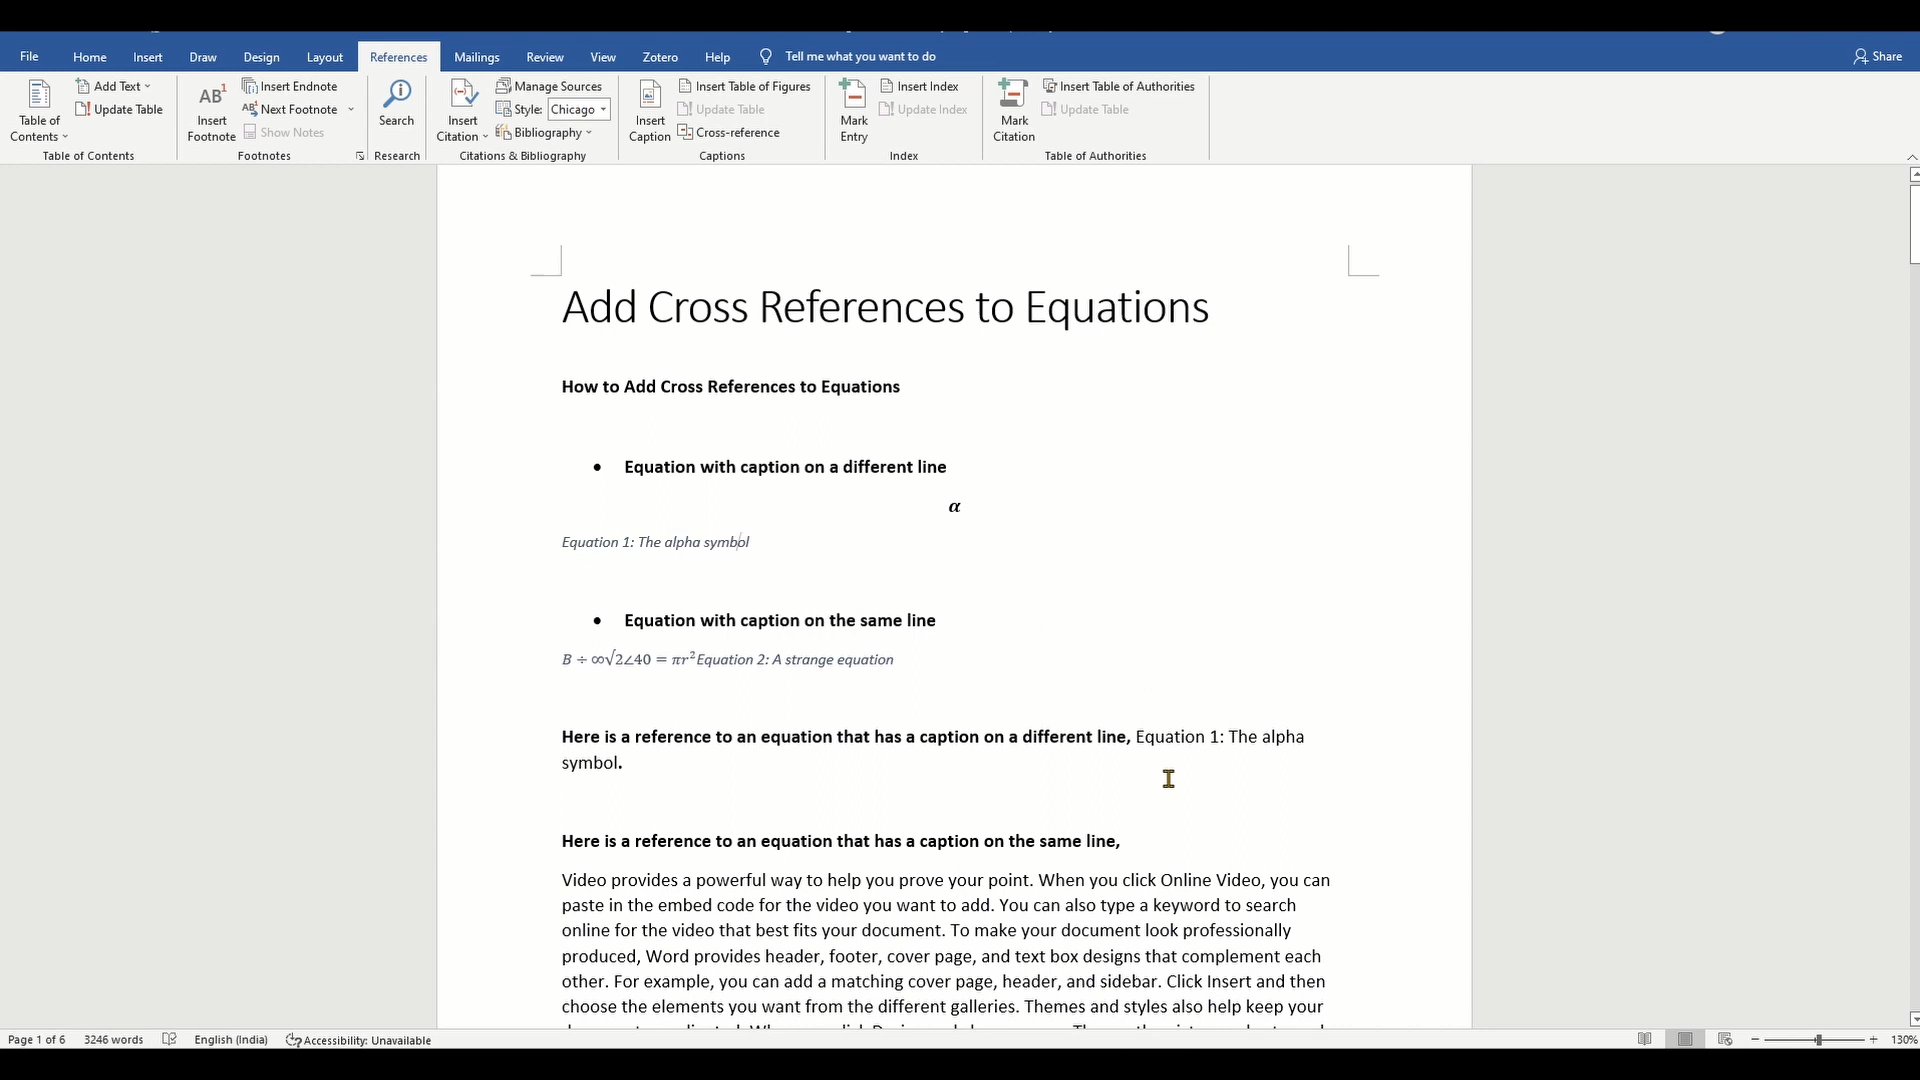 File Home Insert Draw Design Layout References Mailings Review View Zotero Help Tell me what you want to do Share
Table of Contents
Add Text
Update Table
Table of Contents
AB1 Insert Footnote
Insert Endnote
AB1 Next Footnote
Show Notes
Footnotes
Search
Research
Insert Citation
Manage Sources
Style: Chicago
Bibliography
Citations & Bibliography
Insert Caption
Insert Table of Figures
Update Table
Cross-reference
Captions
Mark Entry
Insert Index
Update Index
Index
Mark Citation
Insert Table of Authorities
Update Table
Table of Authorities
Add Cross References to Equations
How to Add Cross References to Equations
• Equation with caption on a different line
α
Equation 1: The alpha symbol
• Equation with caption on the same line
B ÷ ∞√2∠40 = πr² Equation 2: A strange equation
Here is a reference to an equation that has a caption on a different line, Equation 1: The alpha
symbol.
Here is a reference to an equation that has a caption on the same line,
Video provides a powerful way to help you prove your point. When you click Online Video, you can
paste in the embed code for the video you want to add. You can also type a keyword to search
online for the video that best fits your document. To make your document look professionally
produced, Word provides header, footer, cover page, and text box designs that complement each
other. For example, you can add a matching cover page, header, and sidebar. Click Insert and then
choose the elements you want from the different galleries. Themes and styles also help keep your
Page 1 of 6 3246 words English (India) Accessibility: Unavailable 130%